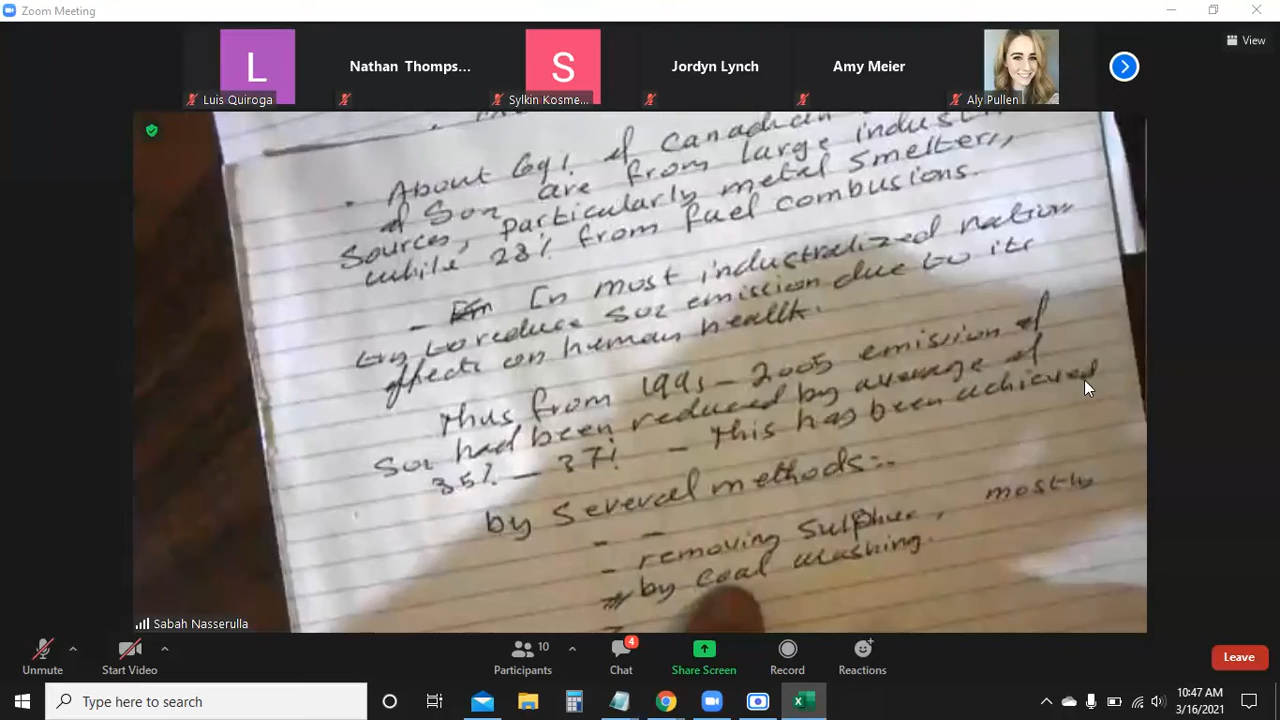 Zoom Meeting
View
L
Luis Quiroga
Nathan Thomps...
S
Sylkin Kosme...
Jordyn Lynch
Amy Meier
Aly Pullen
. About 69% of Canadian
of SO2 are from large industri
sources, particularly metal smelters,
while 28% from fuel combusions.
- In most industralized nation
try to reduce SO2 emission due to its
effects on human health.
Thus from 1995 - 2005 emission of
SO2 had been reduced by average of
35% - 37% - This has been achieved
by several methods:-
- removing sulphur, mostly
by coal washing.
Sabah Nasserulla
Unmute
Start Video
Participants
10
Chat
4
Share Screen
Record
Reactions
Leave
Type here to search
10:47 AM
3/16/2021